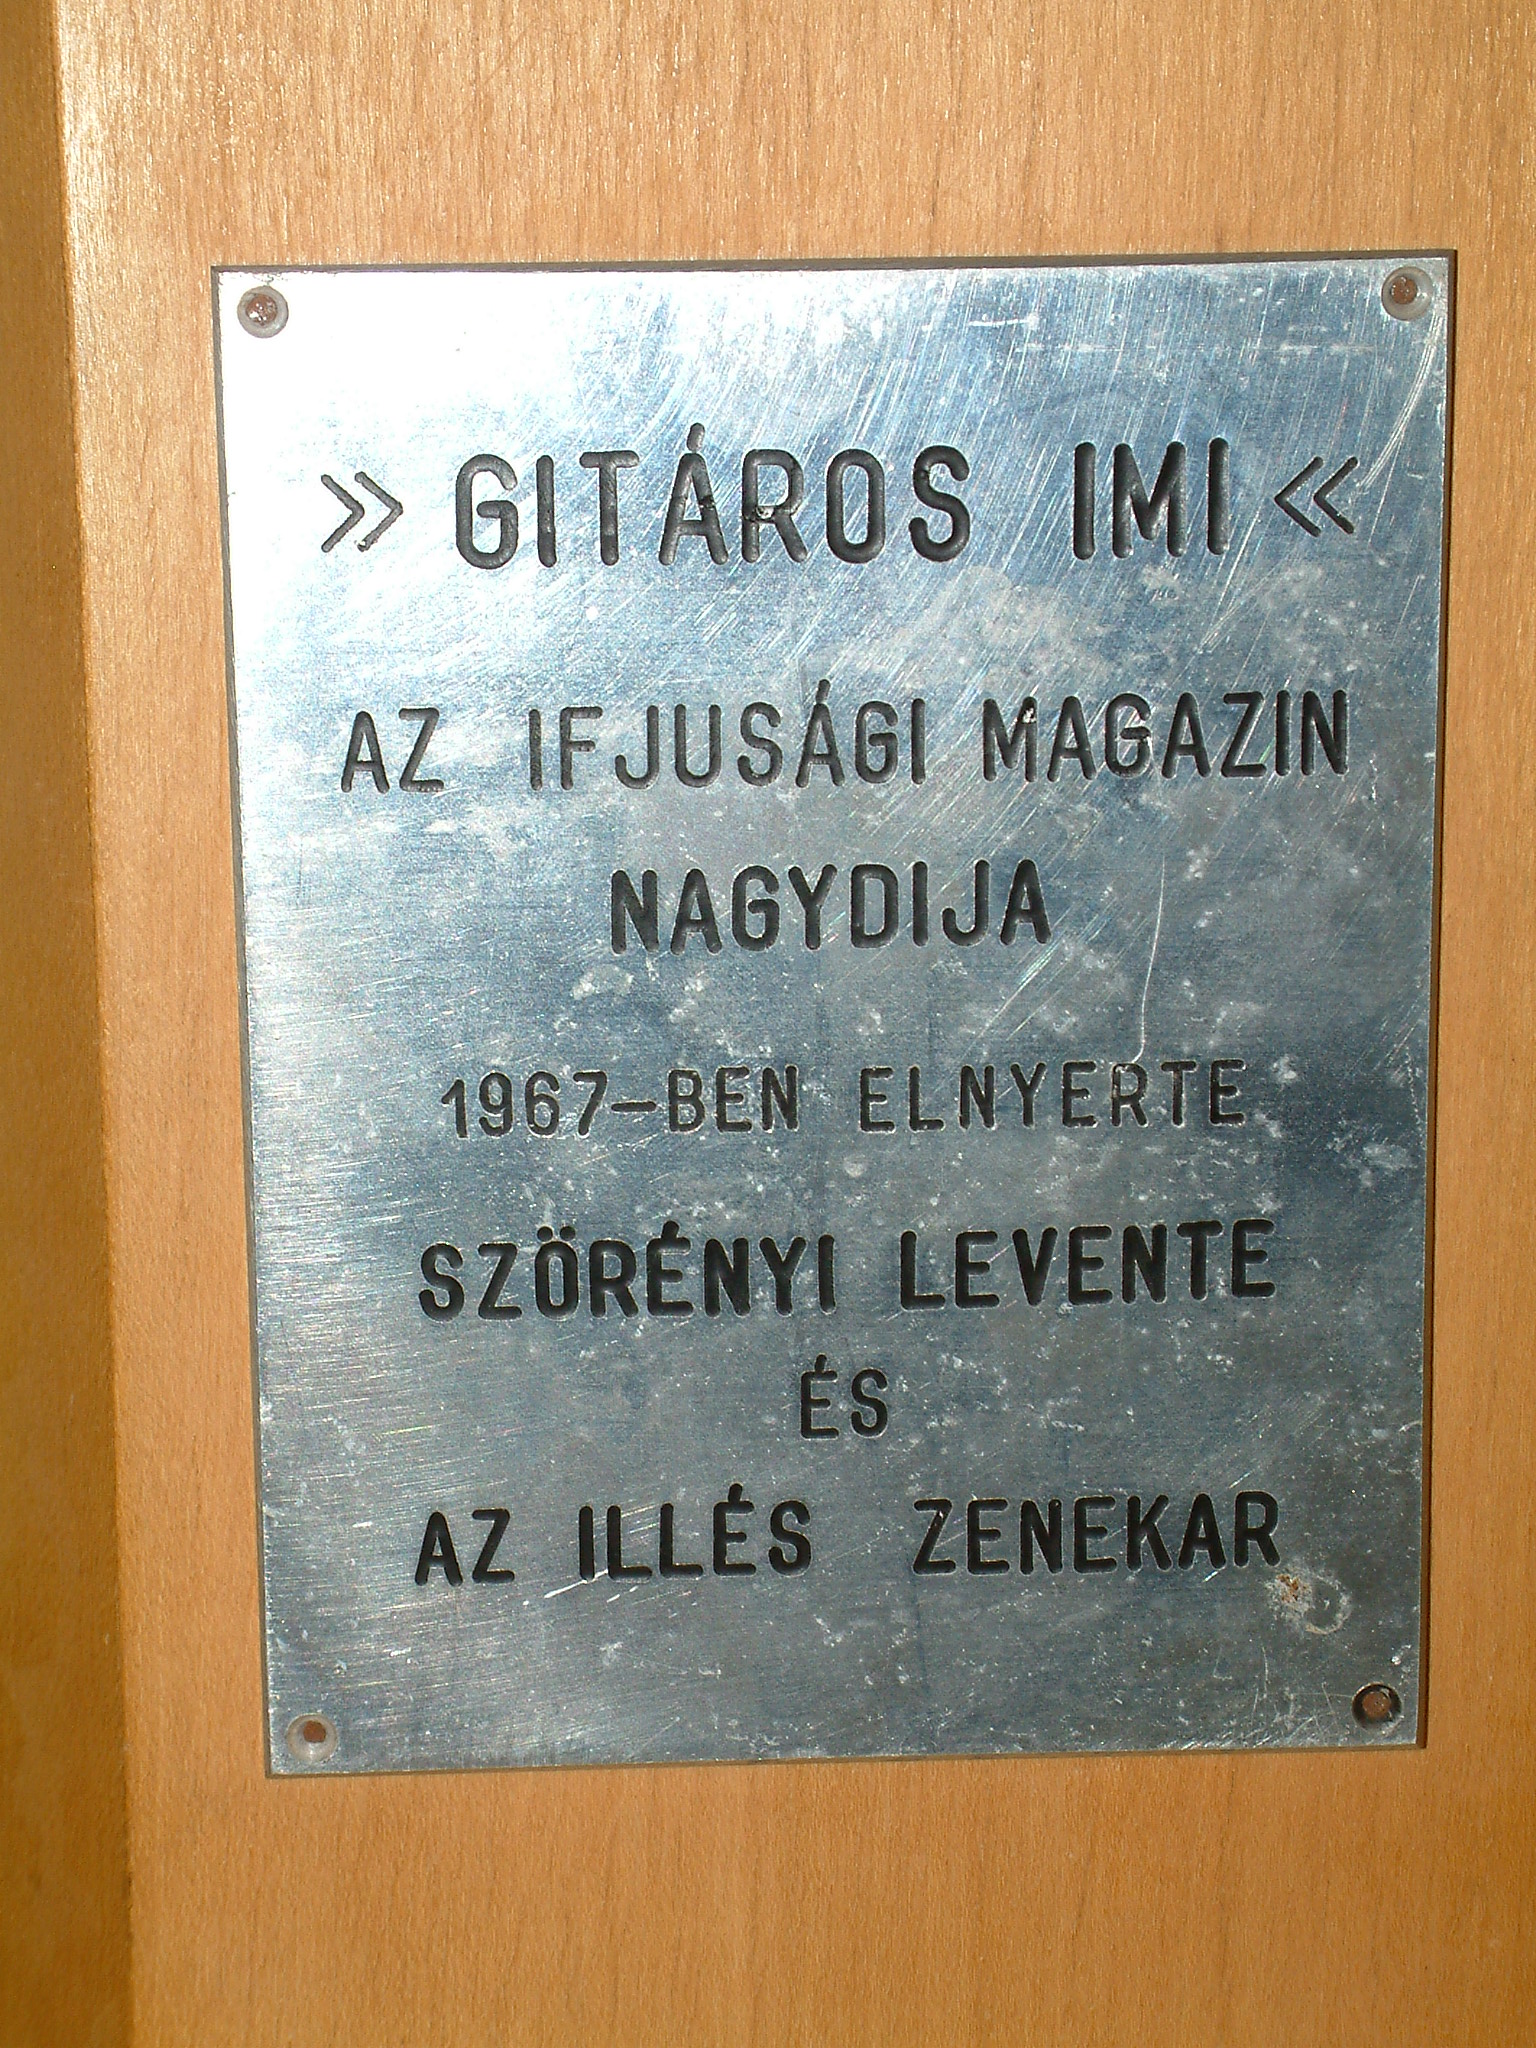 »GITÁROS IMI«
AZ IFJUSÁGI MAGAZIN
NAGYDIJA
1967-BEN ELNYERTE
SZÖRÉNYI LEVENTE
ÉS
AZ ILLÉS ZENEKAR